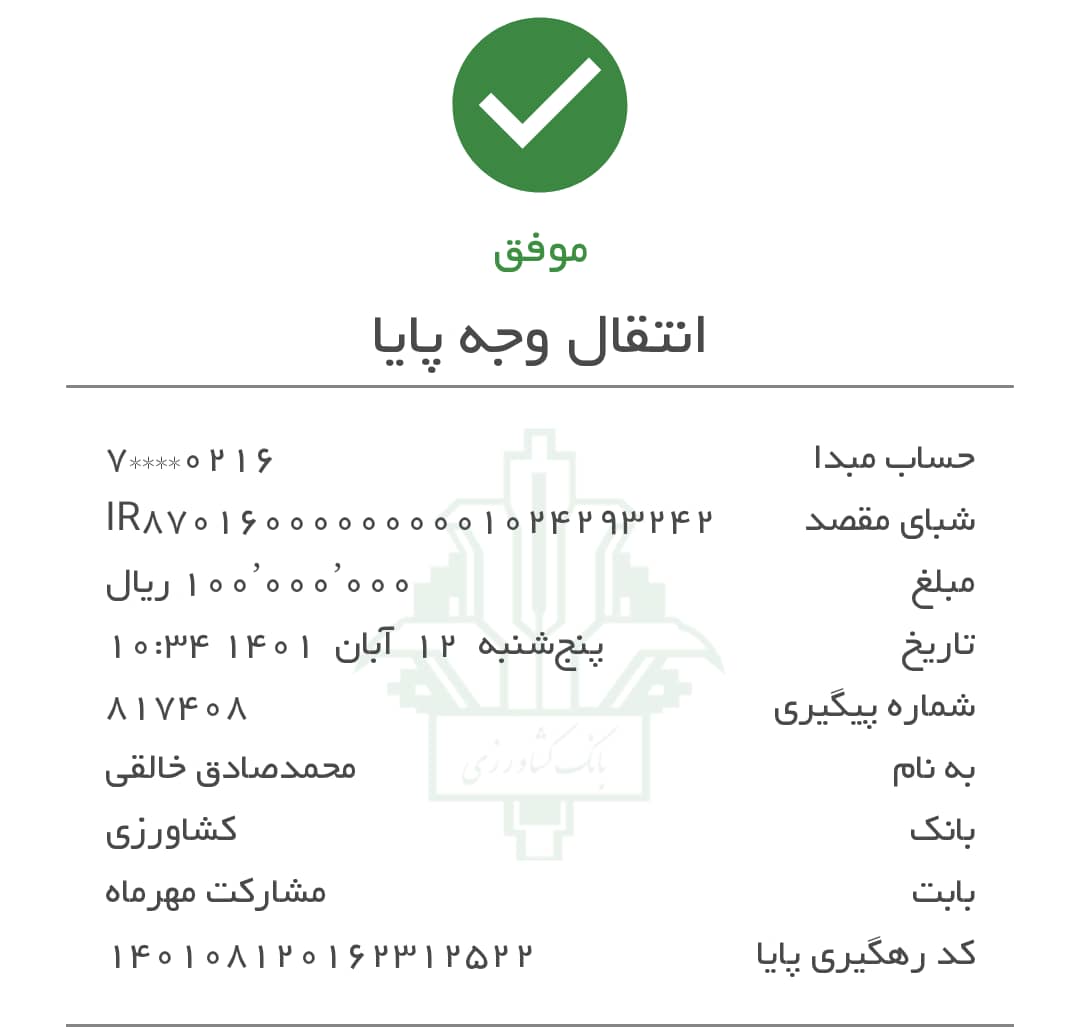 موفق
انتقال وجه پایا
حساب مبدا ۷****۰۲۱۶
شبای مقصد IR۸۷۰۱۶۰۰۰۰۰۰۰۰۰۰۱۰۲۴۲۹۳۲۴۲
مبلغ ۱۰۰٬۰۰۰٬۰۰۰ ریال
تاریخ پنج‌شنبه ۱۲ آبان ۱۴۰۱ ۱۰:۳۴
شماره پیگیری ۸۱۷۴۰۸
به نام محمدصادق خالقی
بانک کشاورزی
بانک کشاورزی
بابت مشارکت مهرماه
کد رهگیری پایا ۱۴۰۱۰۸۱۲۰۱۶۲۳۱۲۵۲۲